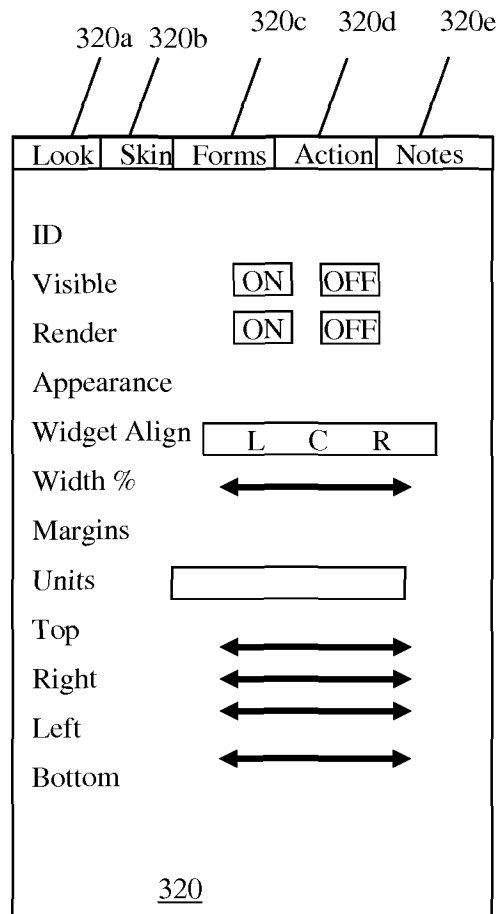 320a 320b 320c 320d 320e
Look Skin Forms Action Notes
ID
Visible ON OFF
Render ON OFF
Appearance
Widget Align L C R
Width %
Margins
Units
Top
Right
Left
Bottom
320